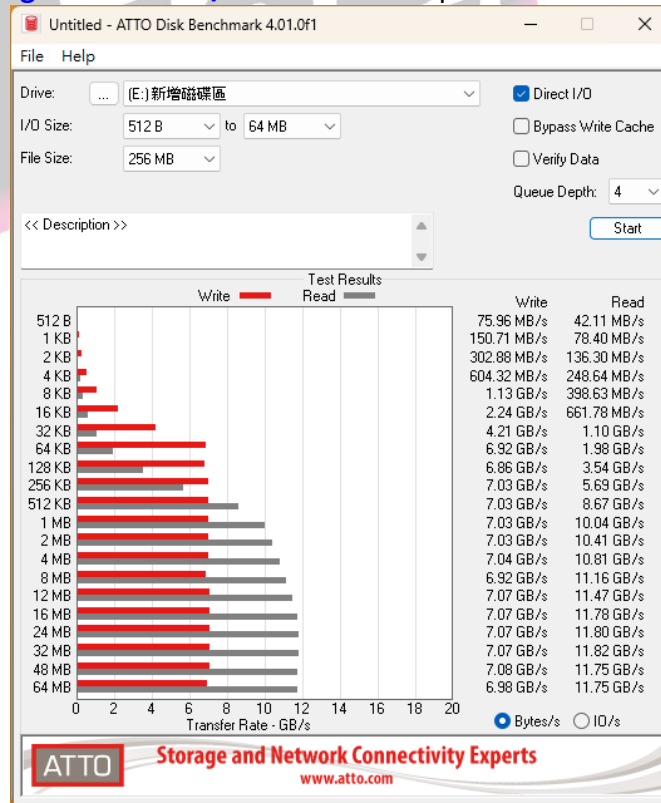 Untitled - ATTO Disk Benchmark 4.01.0f1
File Help
Drive: ... (E:)新增磁碟區 Direct I/O
I/O Size: 512 B to 64 MB Bypass Write Cache
File Size: 256 MB Verify Data
Queue Depth: 4
<< Description >> Start
Test Results
Write Read Write Read
512 B 75.96 MB/s 42.11 MB/s
1 KB 150.71 MB/s 78.40 MB/s
2 KB 302.88 MB/s 136.30 MB/s
4 KB 604.32 MB/s 248.64 MB/s
8 KB 1.13 GB/s 398.63 MB/s
16 KB 2.24 GB/s 661.78 MB/s
32 KB 4.21 GB/s 1.10 GB/s
64 KB 6.92 GB/s 1.98 GB/s
128 KB 6.86 GB/s 3.54 GB/s
256 KB 7.03 GB/s 5.69 GB/s
512 KB 7.03 GB/s 8.67 GB/s
1 MB 7.03 GB/s 10.04 GB/s
2 MB 7.03 GB/s 10.41 GB/s
4 MB 7.04 GB/s 10.81 GB/s
8 MB 6.92 GB/s 11.16 GB/s
12 MB 7.07 GB/s 11.47 GB/s
16 MB 7.07 GB/s 11.78 GB/s
24 MB 7.07 GB/s 11.80 GB/s
32 MB 7.07 GB/s 11.82 GB/s
48 MB 7.08 GB/s 11.75 GB/s
64 MB 6.98 GB/s 11.75 GB/s
0 2 4 6 8 10 12 14 16 18 20
Transfer Rate - GB/s Bytes/s IO/s
ATTO Storage and Network Connectivity Experts
www.atto.com